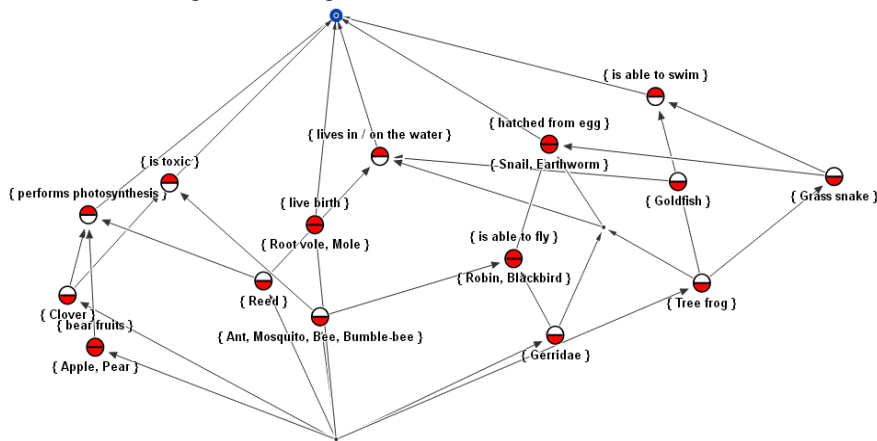 { is able to swim }
{ hatched from egg }
{ lives in / on the water }
{ is toxic }
{ Snail, Earthworm }
{ performs photosynthesis }
{ live birth }
{ Goldfish }
{ Grass snake }
{ Root vole, Mole }
{ is able to fly }
{ Robin, Blackbird }
{ Reed }
{ Tree frog }
{ Clover }
{ bear fruits }
{ Ant, Mosquito, Bee, Bumble-bee }
{ Gerridae }
{ Apple, Pear }